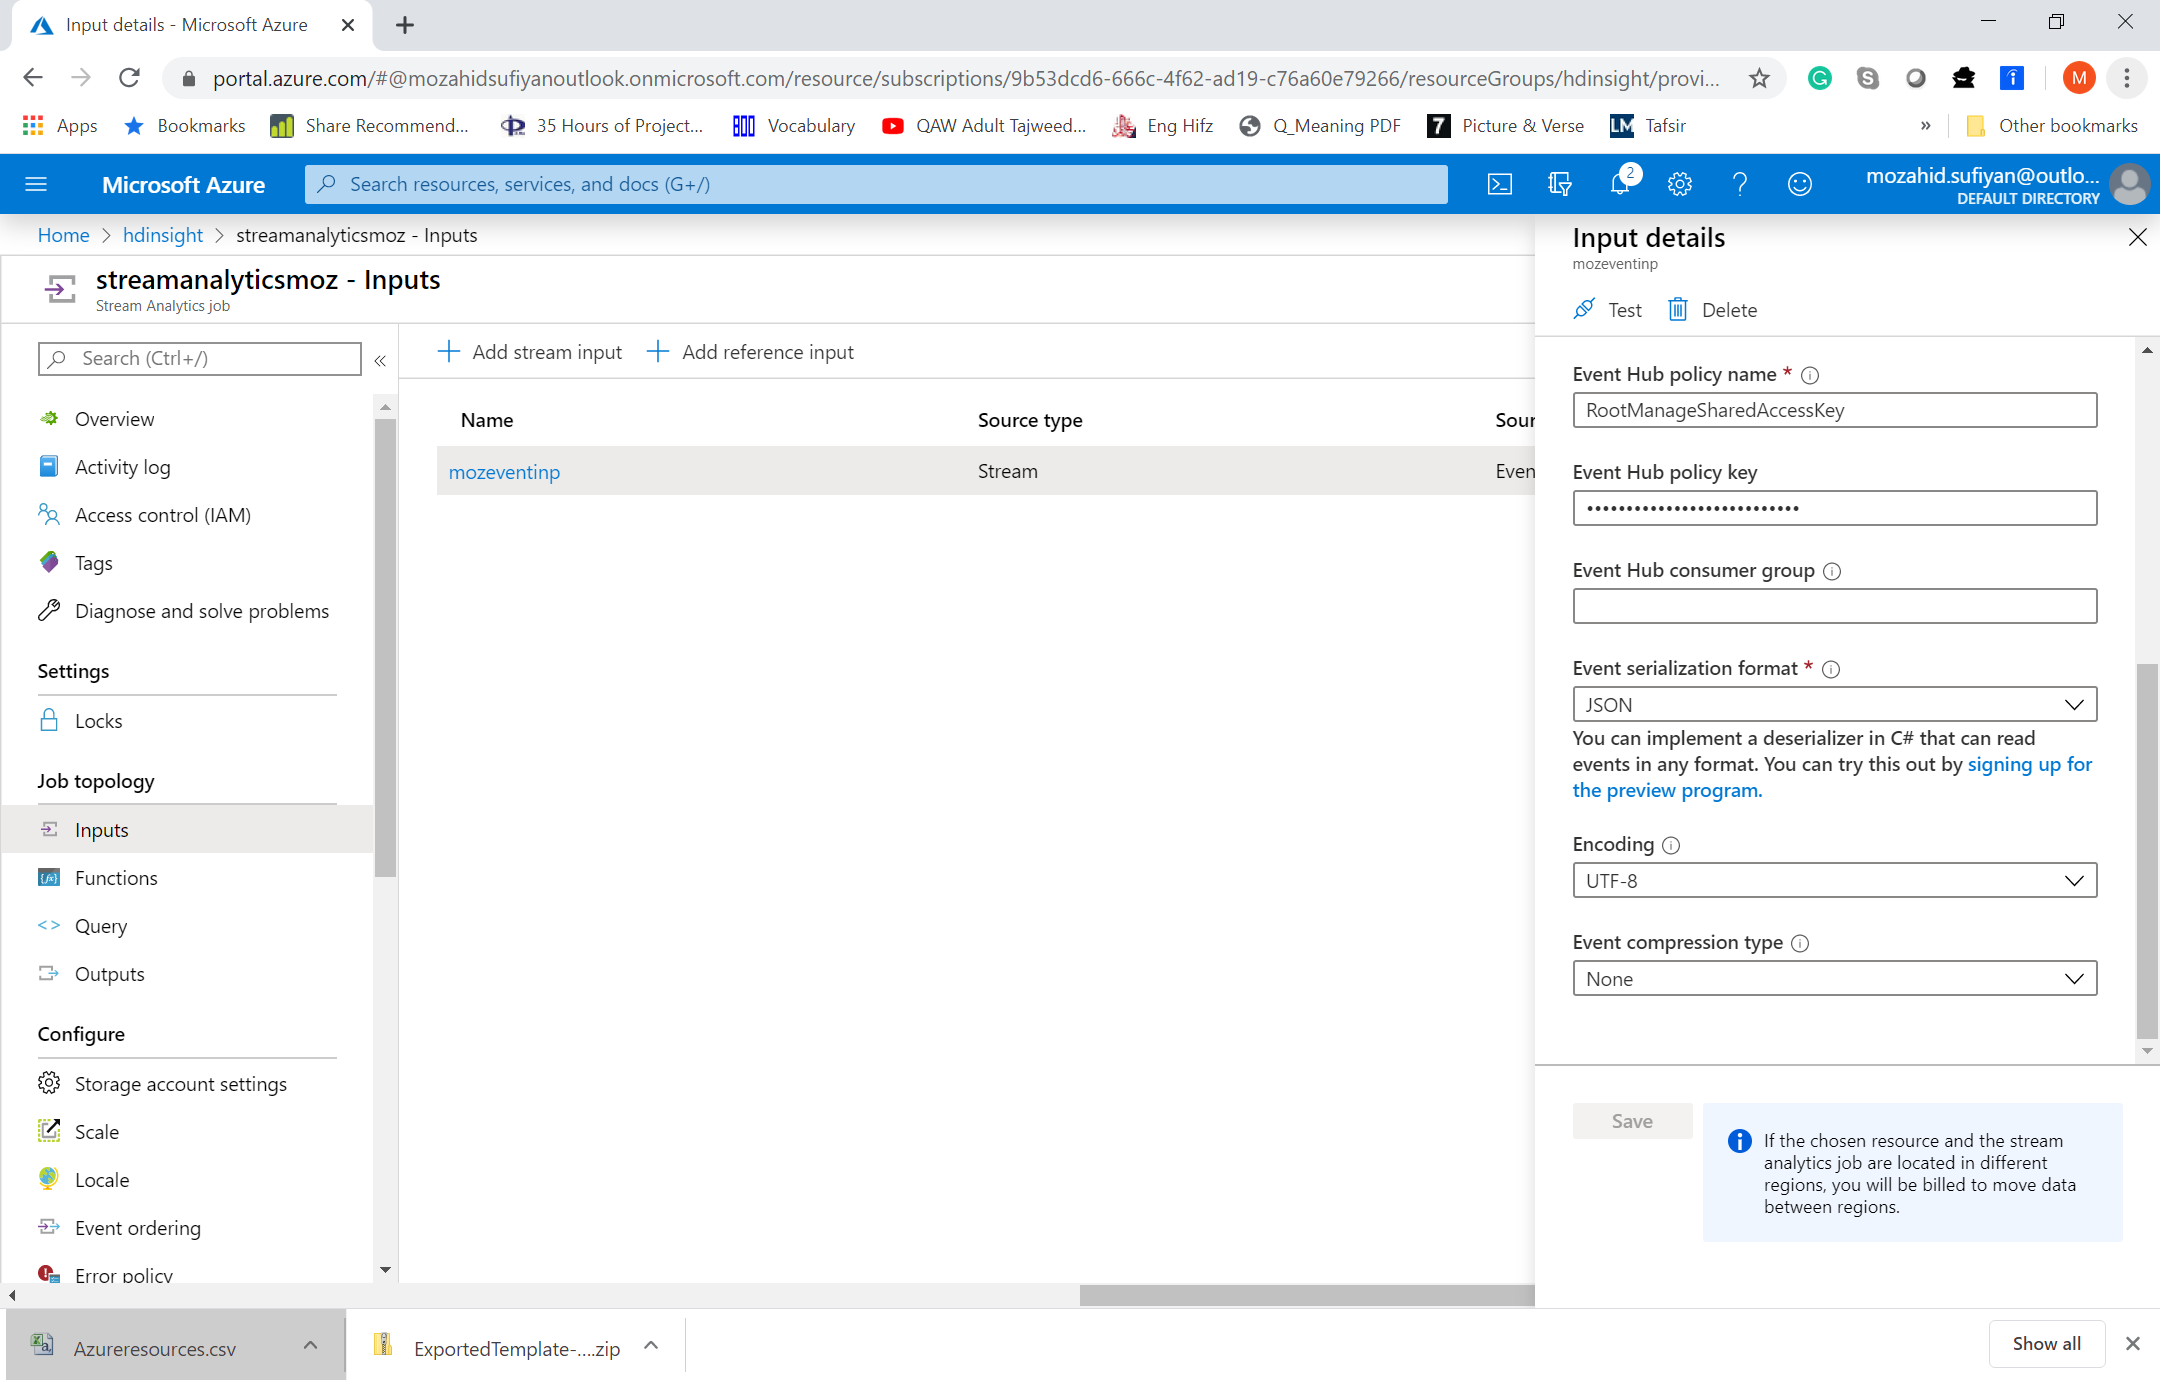 Input details - Microsoft Azure
portal.azure.com/#@mozahidsufiyanoutlook.onmicrosoft.com/resource/subscriptions/9b53dcd6-666c-4f62-ad19-c76a60e79266/resourceGroups/hdinsight/provi...
M
Apps
Bookmarks
Share Recommend...
35 Hours of Project...
Vocabulary
QAW Adult Tajweed...
Eng Hifz
Q_Meaning PDF
7
Picture & Verse
LM
Tafsir
»
Other bookmarks
Microsoft Azure
Search resources, services, and docs (G+/)
2
mozahid.sufiyan@outlo...
DEFAULT DIRECTORY
Home > hdinsight > streamanalyticsmoz - Inputs
streamanalyticsmoz - Inputs
Stream Analytics job
Search (Ctrl+/)
«
Overview
Activity log
Access control (IAM)
Tags
Diagnose and solve problems
Settings
Locks
Job topology
Inputs
Functions
Query
Outputs
Configure
Storage account settings
Scale
Locale
Event ordering
Error policy
Add stream input
Add reference input
Name
Source type
Sour
mozeventinp
Stream
Even
Input details
mozeventinp
Test
Delete
Event Hub policy name *
RootManageSharedAccessKey
Event Hub policy key
•••••••••••••••••••••••••••
Event Hub consumer group
Event serialization format *
JSON
You can implement a deserializer in C# that can read
events in any format. You can try this out by signing up for
the preview program.
Encoding
UTF-8
Event compression type
None
Save
If the chosen resource and the stream
analytics job are located in different
regions, you will be billed to move data
between regions.
Azureresources.csv
ExportedTemplate-....zip
Show all